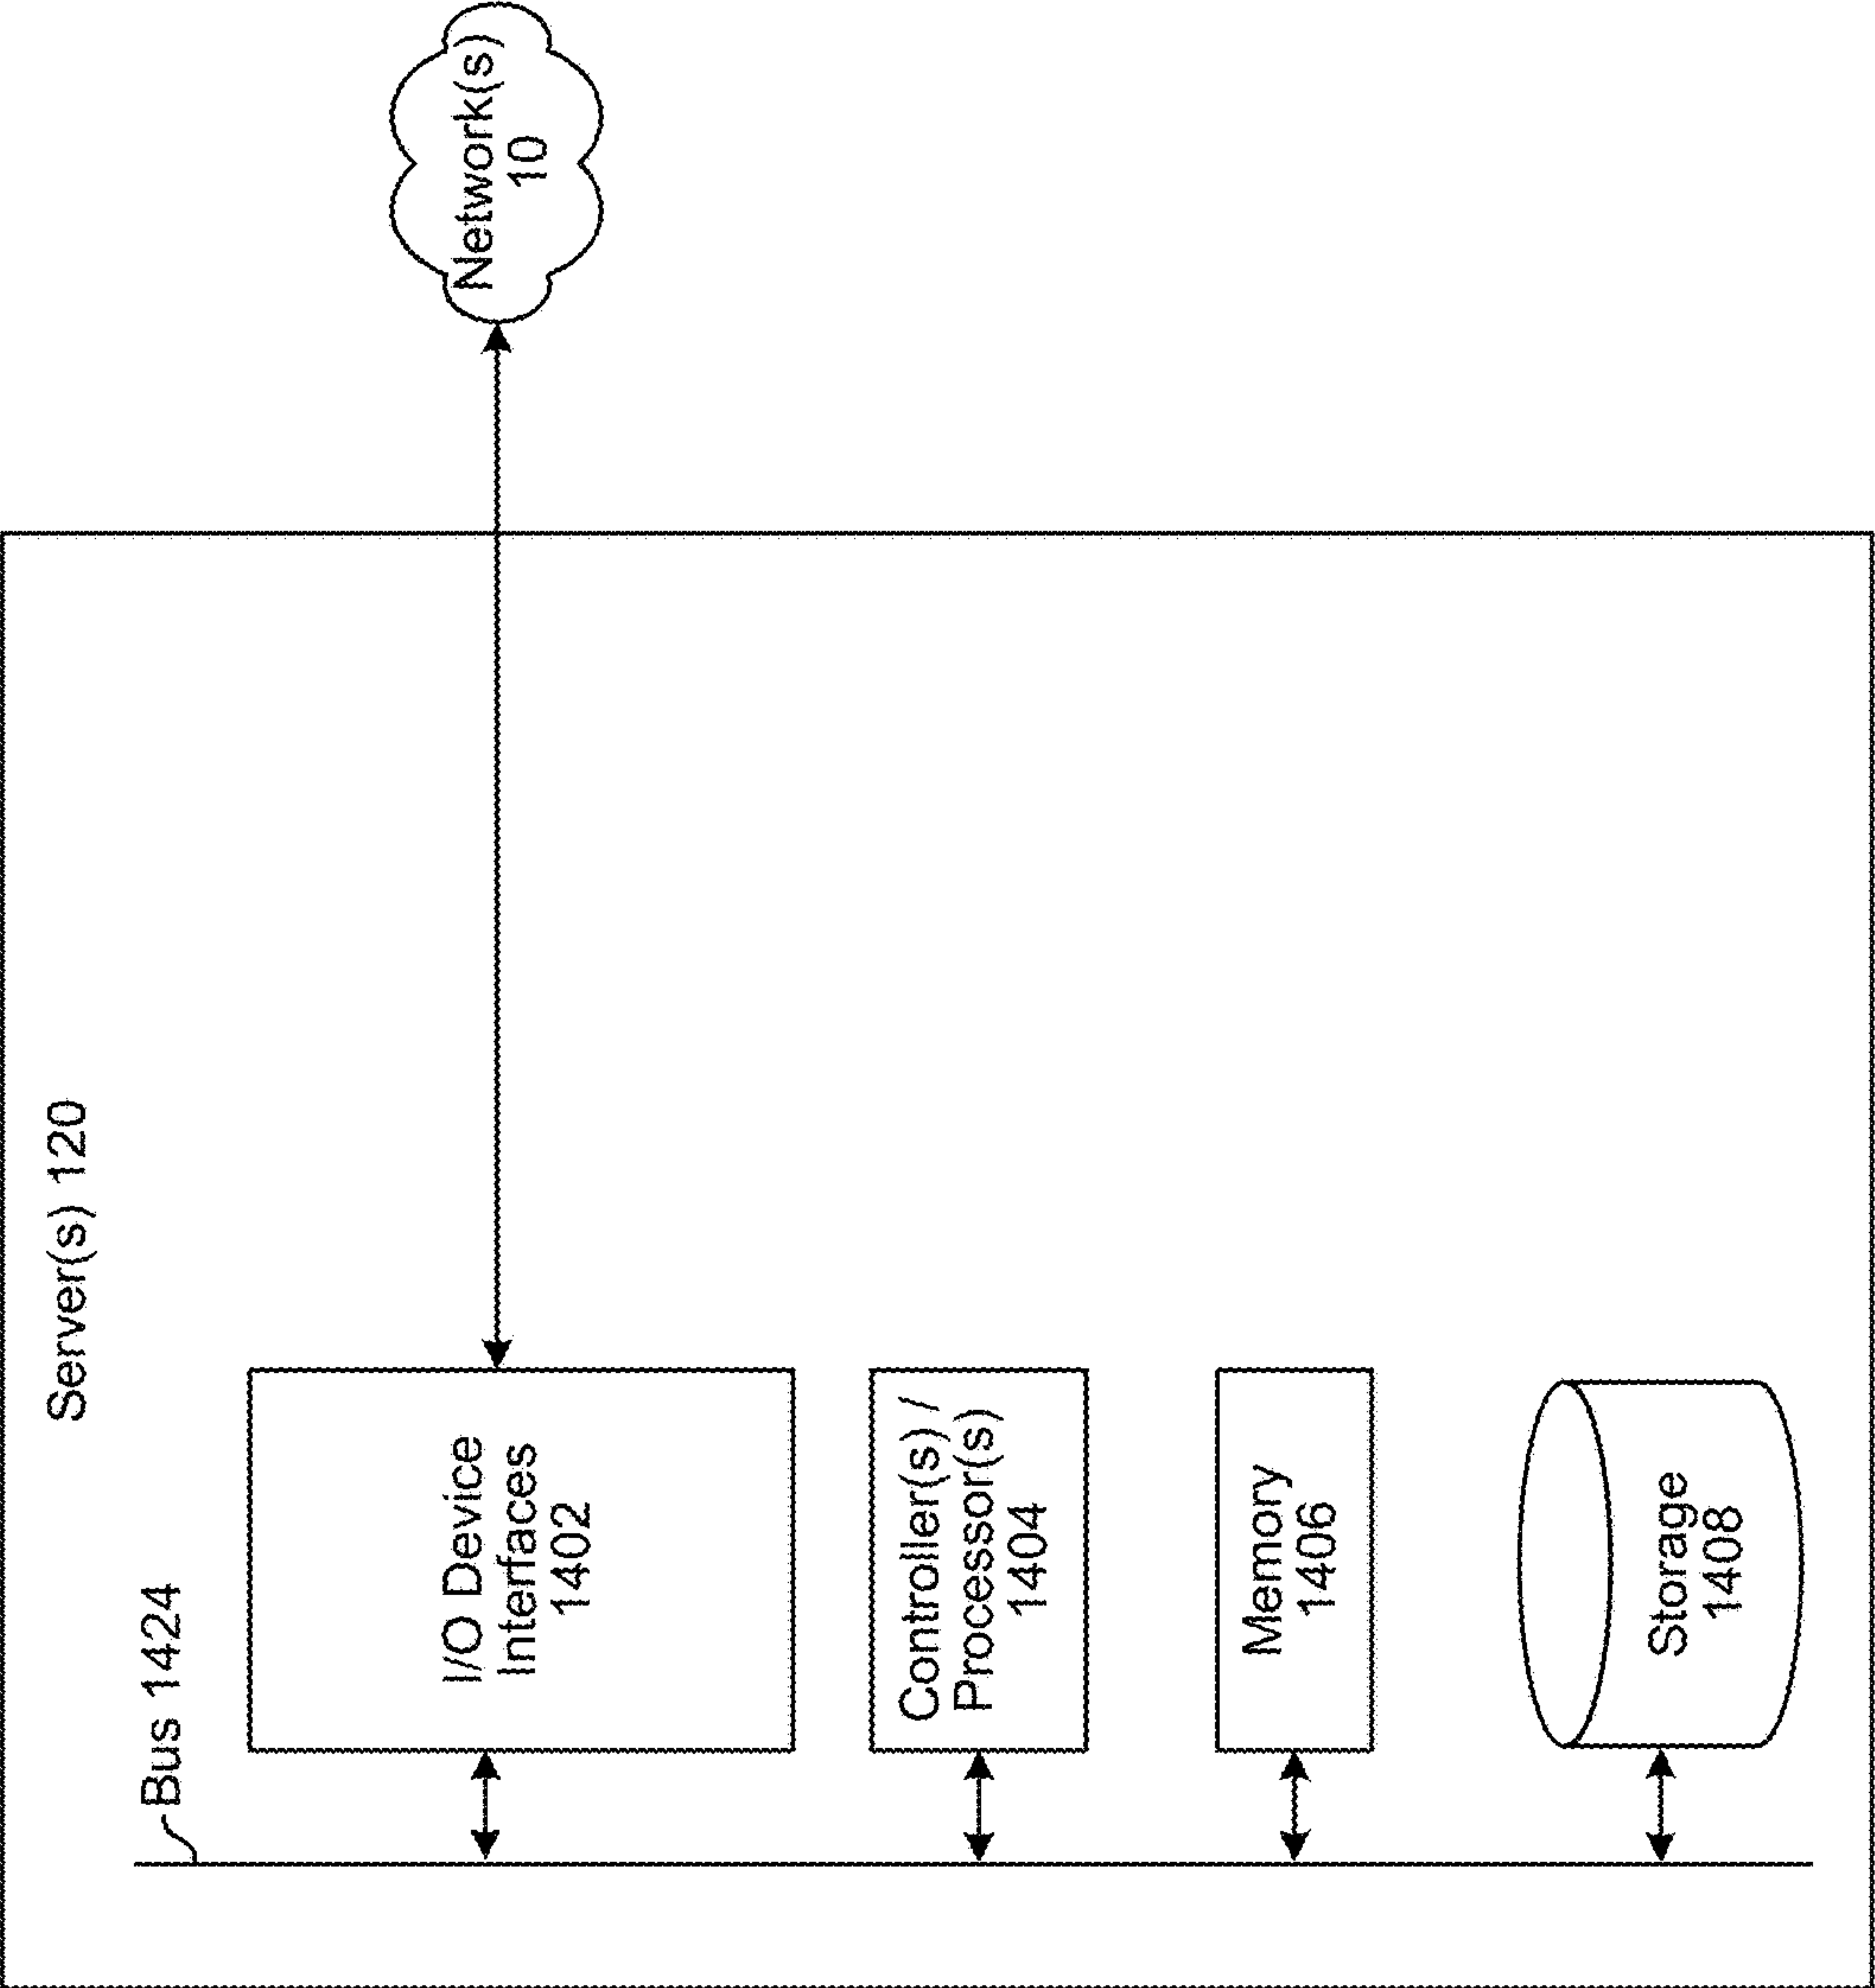 Server(s) 120
Bus 1424
I/O Device
Interfaces
1402
Network(s)
10
Controller(s) /
Processor(s)
1404
Memory
1406
Storage
1408